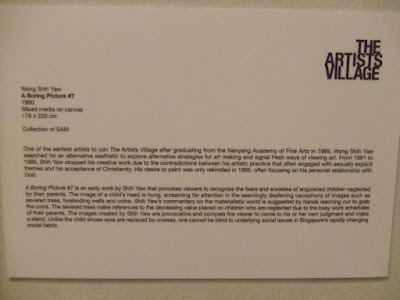 THE
ARTISTS
VILLAGE
Wong Shih Yaw
A Boring Picture #7
1990
Mixed media on canvas
178 x 229 cm
Collection of SAM
One of the earliest artists to join The Artists Village after graduating from the Nanyang Academy of Fine Arts in 1989, Wong Shih Yaw
searched for an alternative aesthetic to explore alternative strategies for art making and signal fresh ways of viewing art. From 1991 to
1995, Shih Yaw stopped his creative work due to the contradictions between his artistic practice that often engaged with sexually explicit
themes and his acceptance of Christianity. His desire to paint was only rekindled in 1995, often focusing on his personal relationship with
God.
A Boring Picture #7 is an early work by Shih Yaw that provokes viewers to recognise the fears and anxieties of anguished children neglected
by their parents. The image of a child's head is hung, screaming for attention in the seemingly deafening cacophony of images such as
severed trees, foreboding wells and coins. Shih Yaw's commentary on the materialistic world is suggested by hands reaching out to grab
the coins. The severed trees make references to the decreasing value placed on children who are neglected due to the busy work schedules
of their parents. The images created by Shih Yaw are provocative and compels the viewer to come to his or her own judgment and make
a stand. Unlike the child whose eyes are replaced by crosses, one cannot be blind to underlying social issues in Singapore's rapidly changing
social fabric.